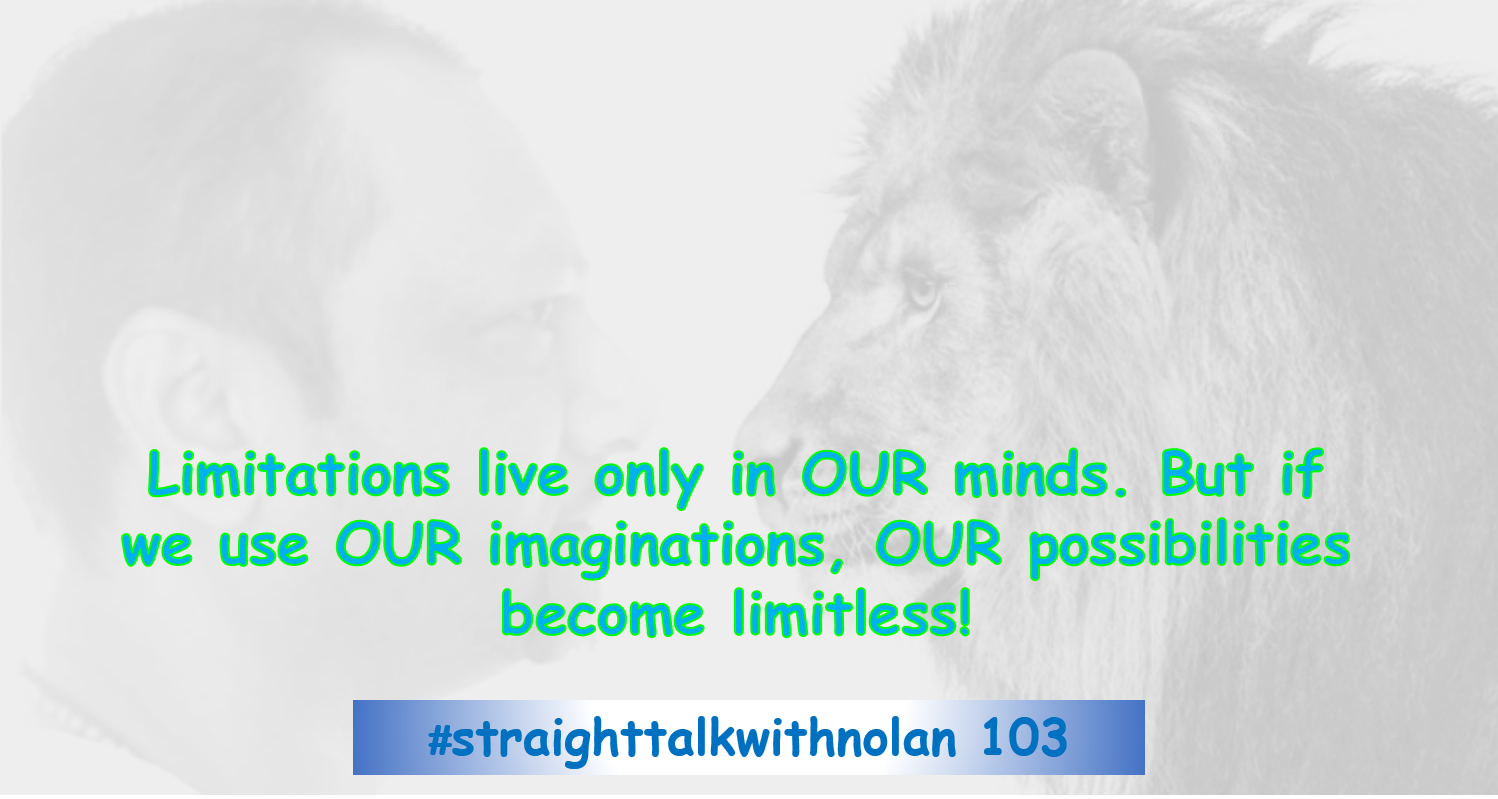 Limitations live only in OUR minds. But if
we use OUR imaginations, OUR possibilities
become limitless!
#straighttalkwithnolan 103